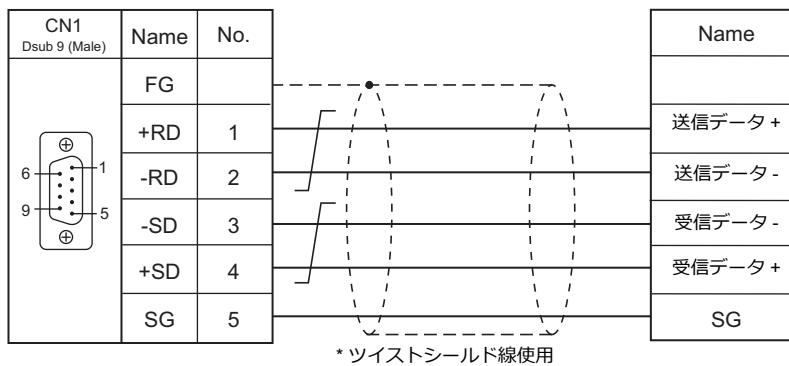 CN1
Dsub 9 (Male)
Name
No.
Name
FG
+RD
1
送信データ +
-RD
2
送信データ -
-SD
3
受信データ -
+SD
4
受信データ +
SG
5
SG
6
1
9
5
* ツイストシールド線使用